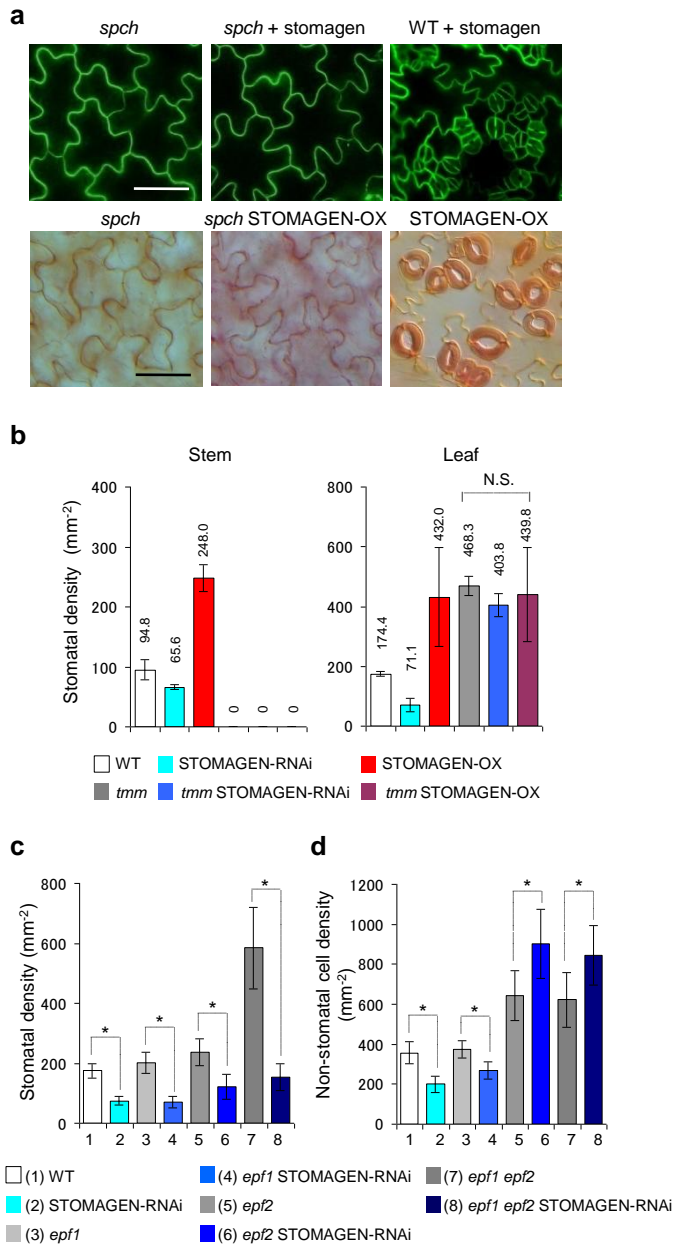 a
spch
spch + stomagen
WT + stomagen
spch
spch STOMAGEN-OX
STOMAGEN-OX
b
Stem
Leaf
Stomatal density (mm-2)
400
300
200
100
0
94.8
65.6
248.0
0
0
0
800
600
400
200
0
174.4
71.1
432.0
468.3
403.8
439.8
N.S.
WT
STOMAGEN-RNAi
STOMAGEN-OX
tmm
tmm STOMAGEN-RNAi
tmm STOMAGEN-OX
c
Stomatal density (mm-2)
800
600
400
200
0
*
*
*
*
1 2 3 4 5 6 7 8
d
Non-stomatal cell density
(mm-2)
1200
1000
800
600
400
200
0
*
*
*
*
1 2 3 4 5 6 7 8
(1) WT
(2) STOMAGEN-RNAi
(3) epf1
(4) epf1 STOMAGEN-RNAi
(5) epf2
(6) epf2 STOMAGEN-RNAi
(7) epf1 epf2
(8) epf1 epf2 STOMAGEN-RNAi